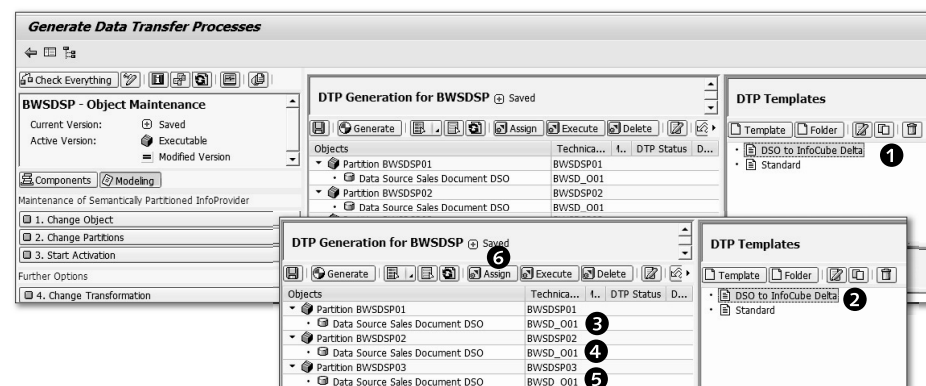 Generate Data Transfer Processes
Check Everything
BWSDSP - Object Maintenance
Current Version: Saved
Active Version: Executable
Modified Version
Components Modeling
Maintenance of Semantically Partitioned InfoProvider
1. Change Object
2. Change Partitions
3. Start Activation
Further Options
4. Change Transformation
DTP Generation for BWSDSP Saved
Generate Assign Execute Delete
Objects Technica... DTP Status D...
Partition BWSDSP01 BWSDSP01
Data Source Sales Document DSO BWSD_O01
Partition BWSDSP02 BWSDSP02
Data Source Sales Document DSO BWSD_O01
DTP Templates
Template Folder
DSO to InfoCube Delta 1
Standard
DTP Generation for BWSDSP Saved
6
Generate Assign Execute Delete
Objects Technica... DTP Status D...
Partition BWSDSP01 BWSDSP01
Data Source Sales Document DSO BWSD_O01 3
Partition BWSDSP02 BWSDSP02
Data Source Sales Document DSO BWSD_O01 4
Partition BWSDSP03 BWSDSP03
Data Source Sales Document DSO BWSD_O01 5
DTP Templates
Template Folder
DSO to InfoCube Delta 2
Standard